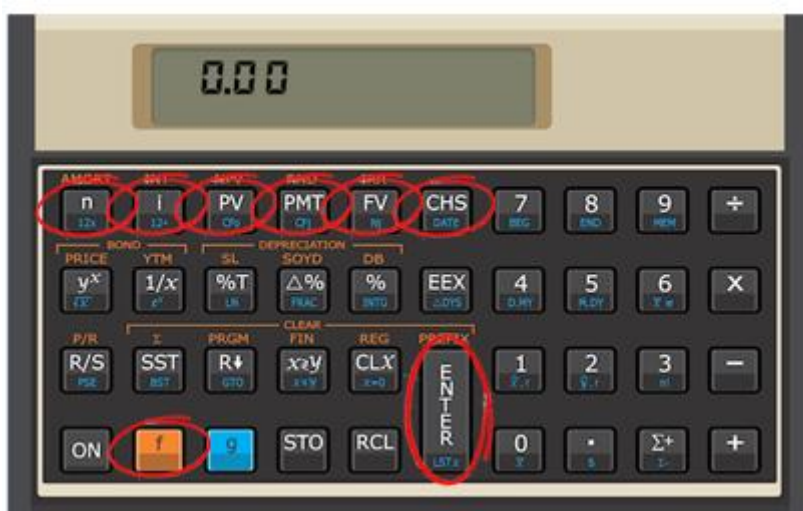 0.00
AMORT INT NPV RND IRR
n i PV PMT FV CHS 7 8 9 ÷
12x 12÷ CFo CFj Nj DATE BEG END MEM
BOND DEPRECIATION
PRICE YTM SL SOYD DB
yx 1/x %T △% % EEX 4 5 6 X
√x ex LN FRAC INTG △DYS D.MY M.DY
CLEAR
P/R Σ PRGM FIN REG PREFIX
R/S SST R↓ x≷y CLX ENTER 1 2 3 −
PSE BST GTO x≤y x=0 n!
ON f g STO RCL 0 · Σ+ +
LSTx S Σ-